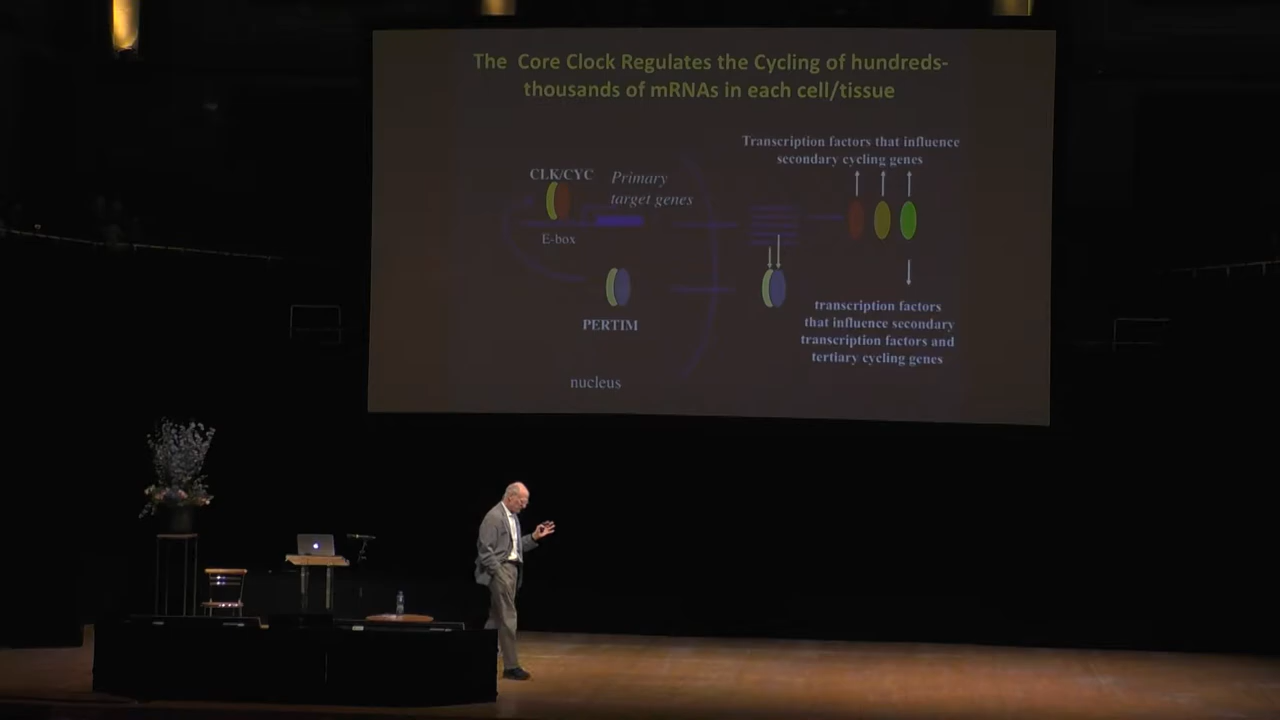 The Core Clock Regulates the Cycling of hundreds-
thousands of mRNAs in each cell/tissue
Transcription factors that influence
secondary cycling genes
CLK/CYC
Primary
target genes
E-box
PERTIM
transcription factors
that influence secondary
transcription factors and
tertiary cycling genes
nucleus